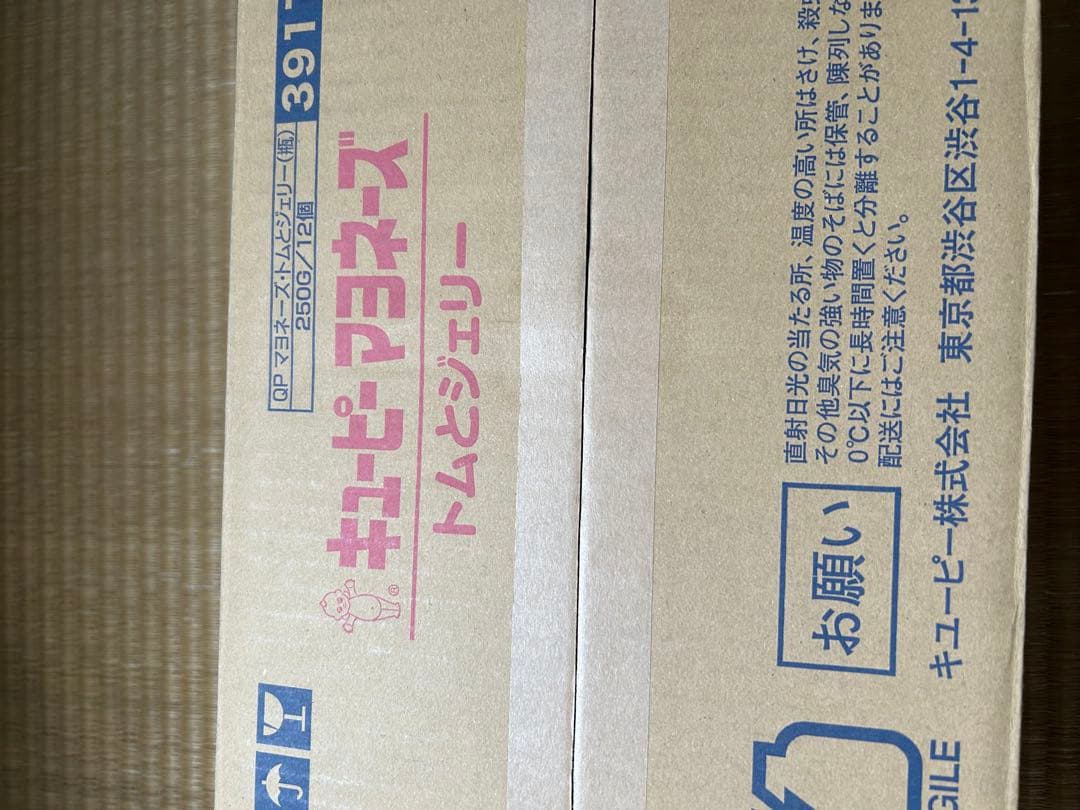 QP マヨネーズ・トムとジェリー(瓶)
250G/12個
391
キユーピー マヨネーズ
®
トムとジェリー
お願い
直射日光の当たる所、温度の高い所はさけ、殺虫
その他臭気の強い物のそばには保管、陳列しな
0℃以下に長時間置くと分離することがありま
配送にはご注意ください。
キユーピー株式会社 東京都渋谷区渋谷1-4-13
GILE